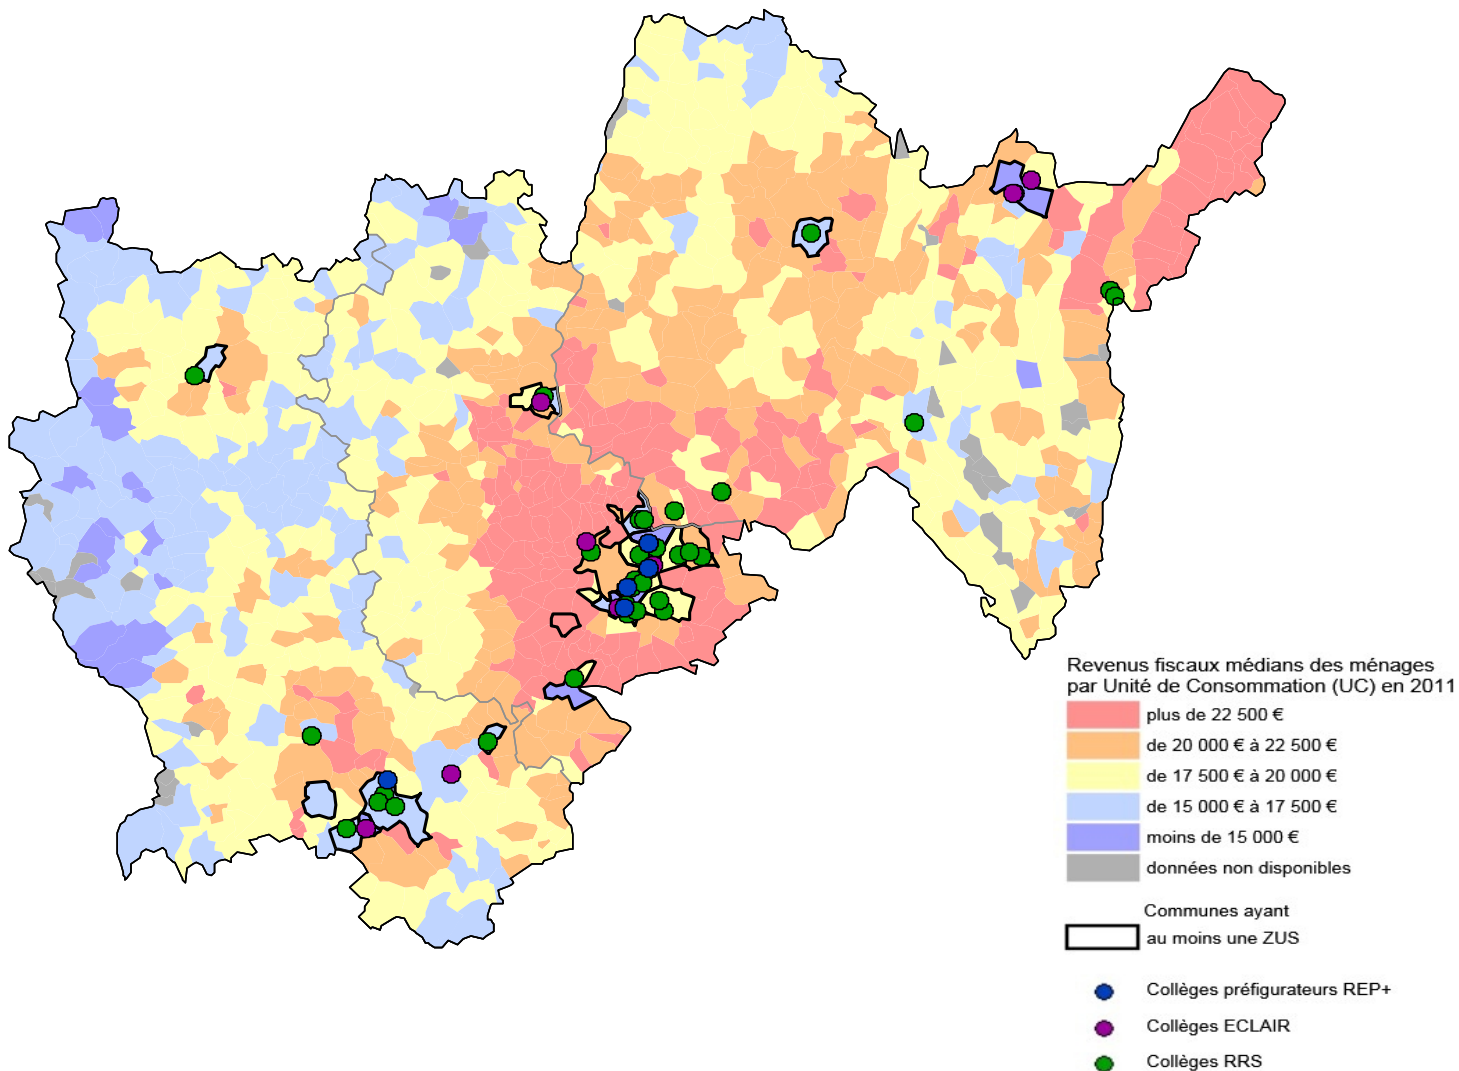 Revenus fiscaux médians des ménages
par Unité de Consommation (UC) en 2011
plus de 22 500 €
de 20 000 € à 22 500 €
de 17 500 € à 20 000 €
de 15 000 € à 17 500 €
moins de 15 000 €
données non disponibles
Communes ayant
au moins une ZUS
Collèges préfigurateurs REP+
Collèges ECLAIR
Collèges RRS